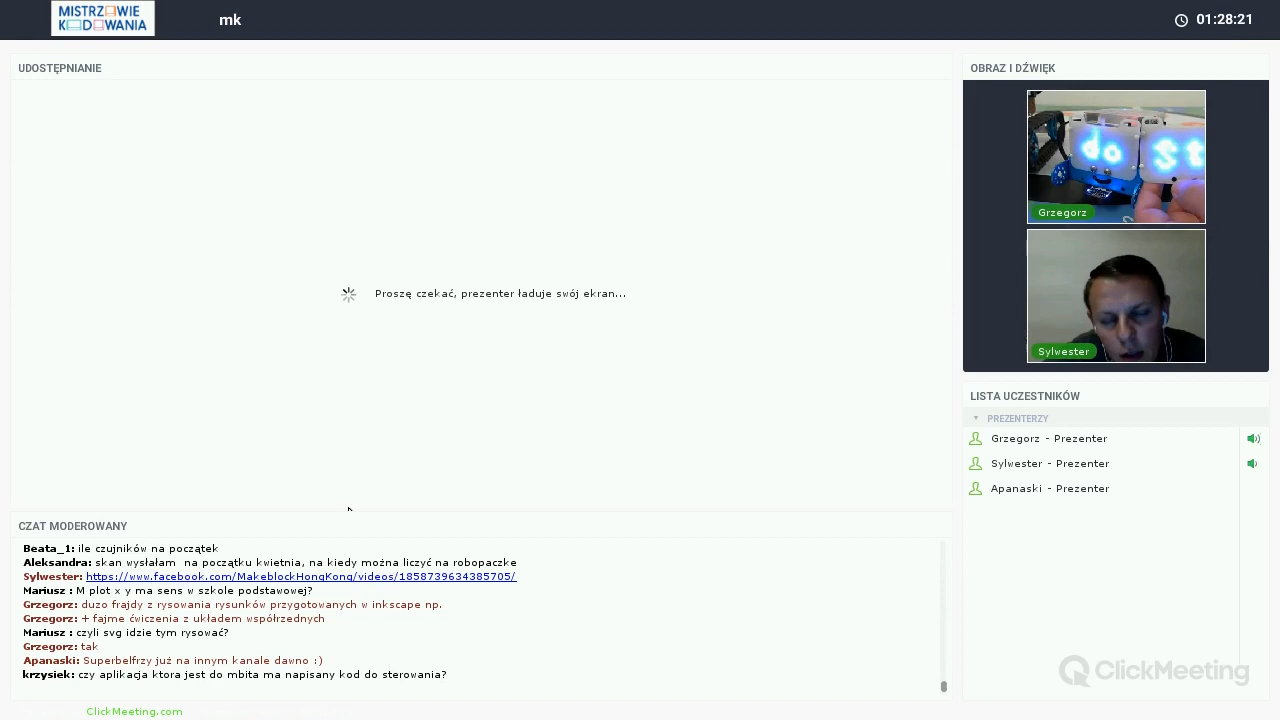 MISTRZOWIE
KODOWANIA
mk
01:28:21
UDOSTĘPNIANIE
Proszę czekać, prezenter ładuje swój ekran...
OBRAZ I DŹWIĘK
do St
Grzegorz
Sylwester
LISTA UCZESTNIKÓW
PREZENTERZY
Grzegorz - Prezenter
Sylwester - Prezenter
Apanaski - Prezenter
CZAT MODEROWANY
Beata_1: ile czujników na początek
Aleksandra: skan wysłałam na początku kwietnia, na kiedy można liczyć na robopaczke
Sylwester: https://www.facebook.com/MakeblockHongKong/videos/1858739634385705/
Mariusz : M plot x y ma sens w szkole podstawowej?
Grzegorz: duzo frajdy z rysowania rysunków przygotowanych w inkscape np.
Grzegorz: + fajme ćwiczenia z układem współrzednych
Mariusz : czyli svg idzie tym rysować?
Grzegorz: tak
Apanaski: Superbelfrzy już na innym kanale dawno :)
krzysiek: czy aplikacja ktora jest do mbita ma napisany kod do sterowania?
ClickMeeting
ClickMeeting.com